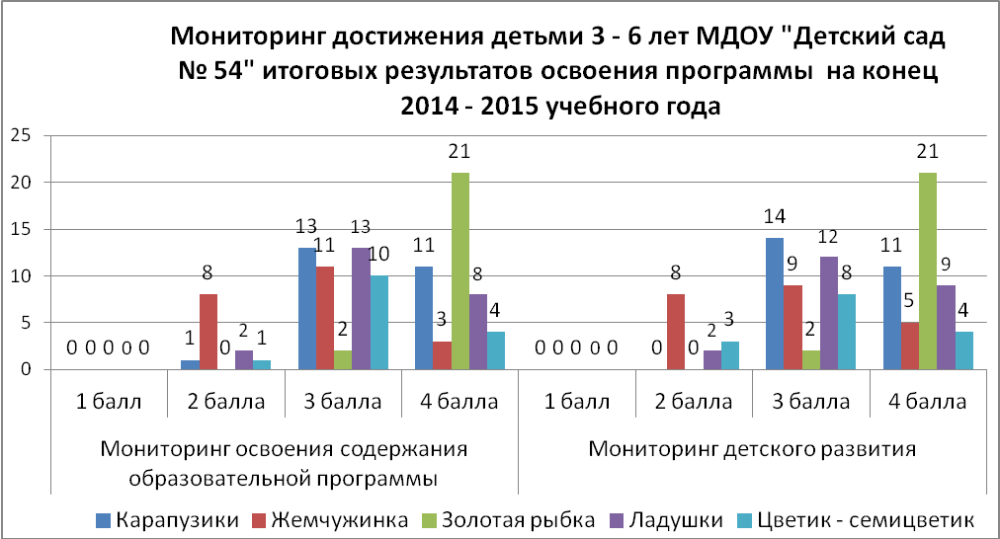 Мониторинг достижения детьми 3 - 6 лет МДОУ "Детский сад
№ 54" итоговых результатов освоения программы на конец
2014 - 2015 учебного года
25
20
15
10
5
0
0 0 0 0 0
1 8 0 2 1
13 11 2 13 10
11 3 21 8 4
0 0 0 0 0
0 8 0 2 3
14 9 2 12 8
11 5 21 9 4
1 балл 2 балла 3 балла 4 балла 1 балл 2 балла 3 балла 4 балла
Мониторинг освоения содержания
образовательной программы
Мониторинг детского развития
Карапузики Жемчужинка Золотая рыбка Ладушки Цветик - семицветик